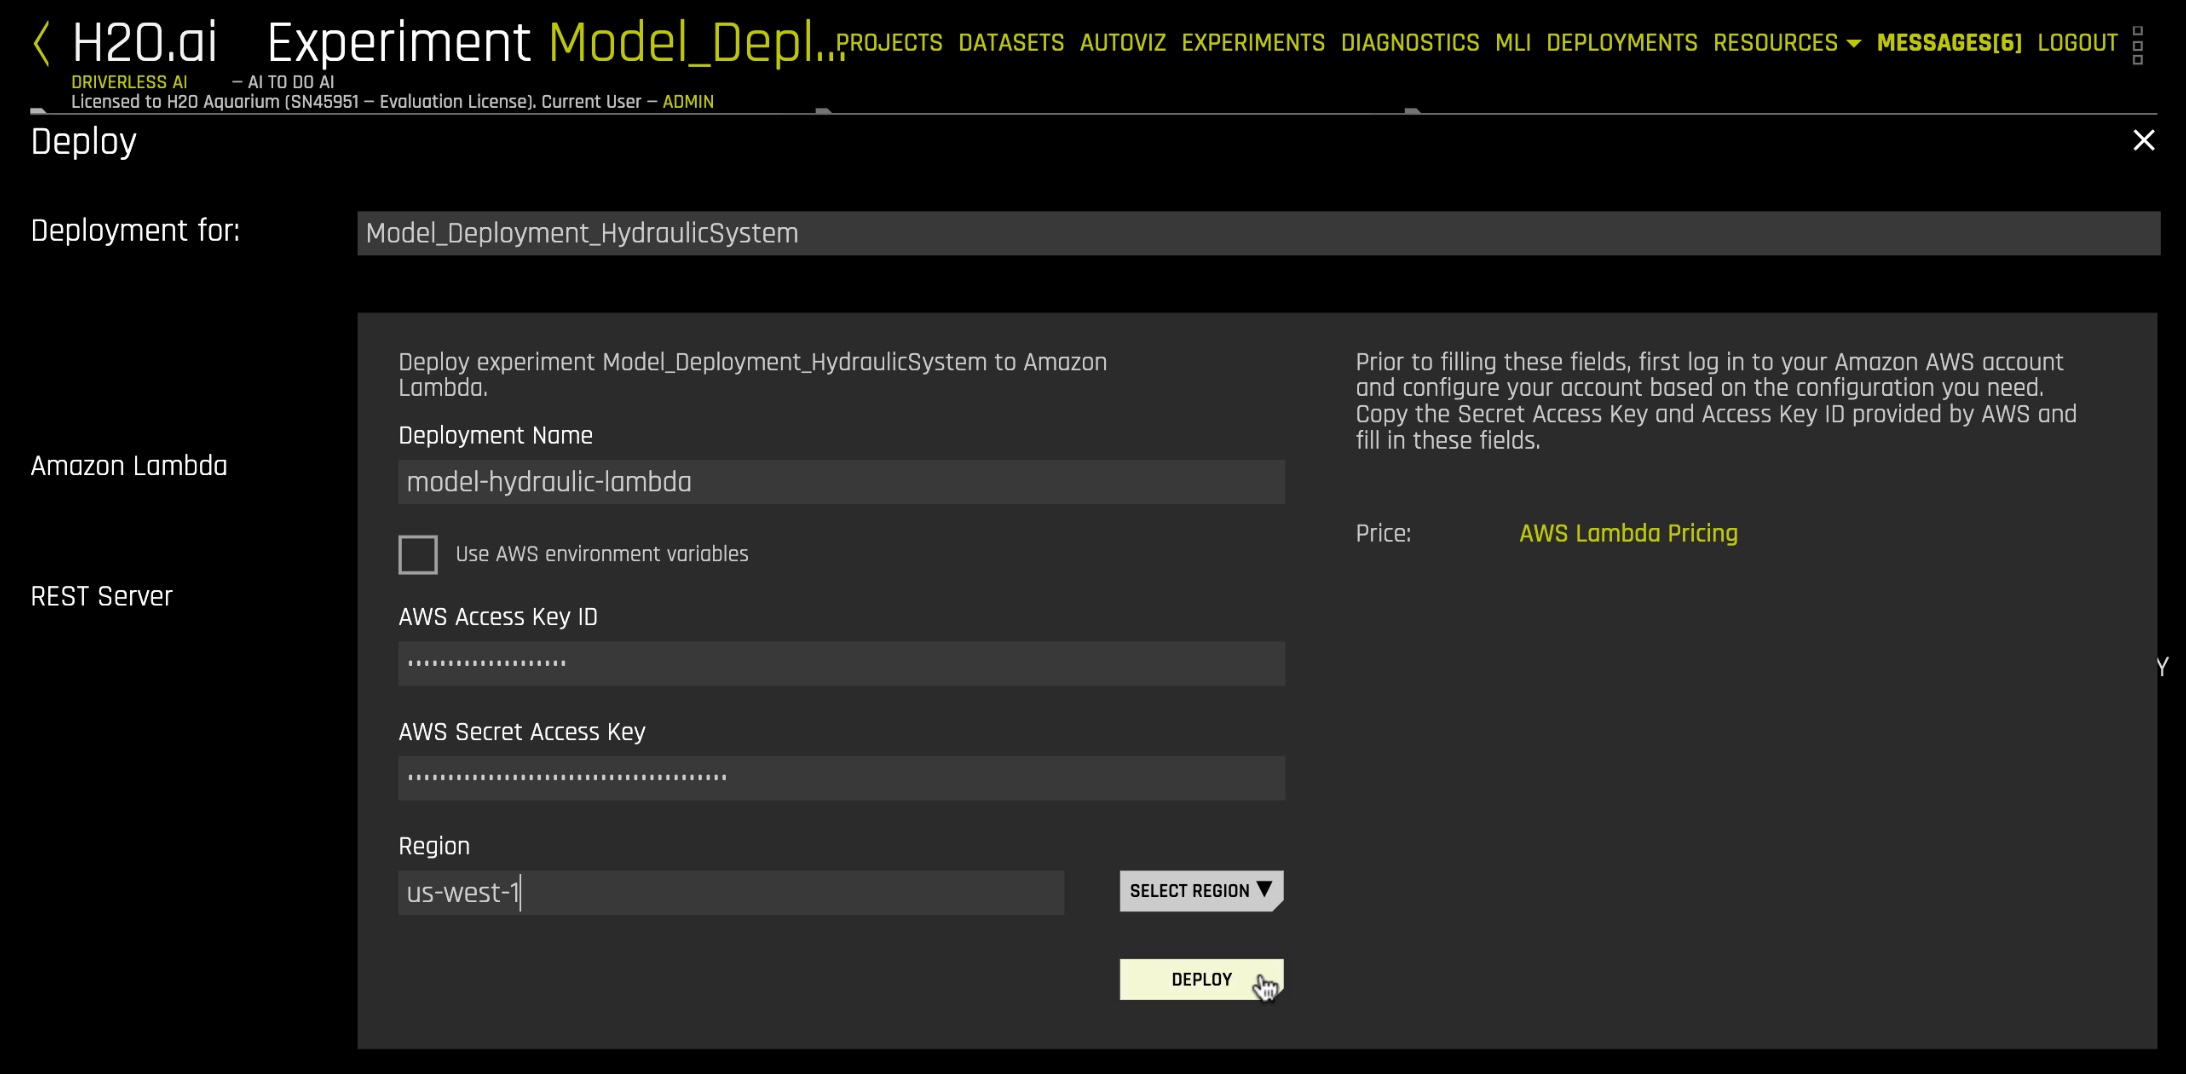 H2O.ai Experiment Model_Depl... PROJECTS DATASETS AUTOVIZ EXPERIMENTS DIAGNOSTICS MLI DEPLOYMENTS RESOURCES MESSAGES[6] LOGOUT
DRIVERLESS AI — AI TO DO AI
Licensed to H2O Aquarium (SN45951 — Evaluation License). Current User — ADMIN
Deploy
Deployment for:
Model_Deployment_HydraulicSystem
Amazon Lambda
REST Server
Deploy experiment Model_Deployment_HydraulicSystem to Amazon
Lambda.
Deployment Name
model-hydraulic-lambda
Use AWS environment variables
AWS Access Key ID
AWS Secret Access Key
Region
us-west-1
SELECT REGION
DEPLOY
Prior to filling these fields, first log in to your Amazon AWS account
and configure your account based on the configuration you need.
Copy the Secret Access Key and Access Key ID provided by AWS and
fill in these fields.
Price: AWS Lambda Pricing
Y